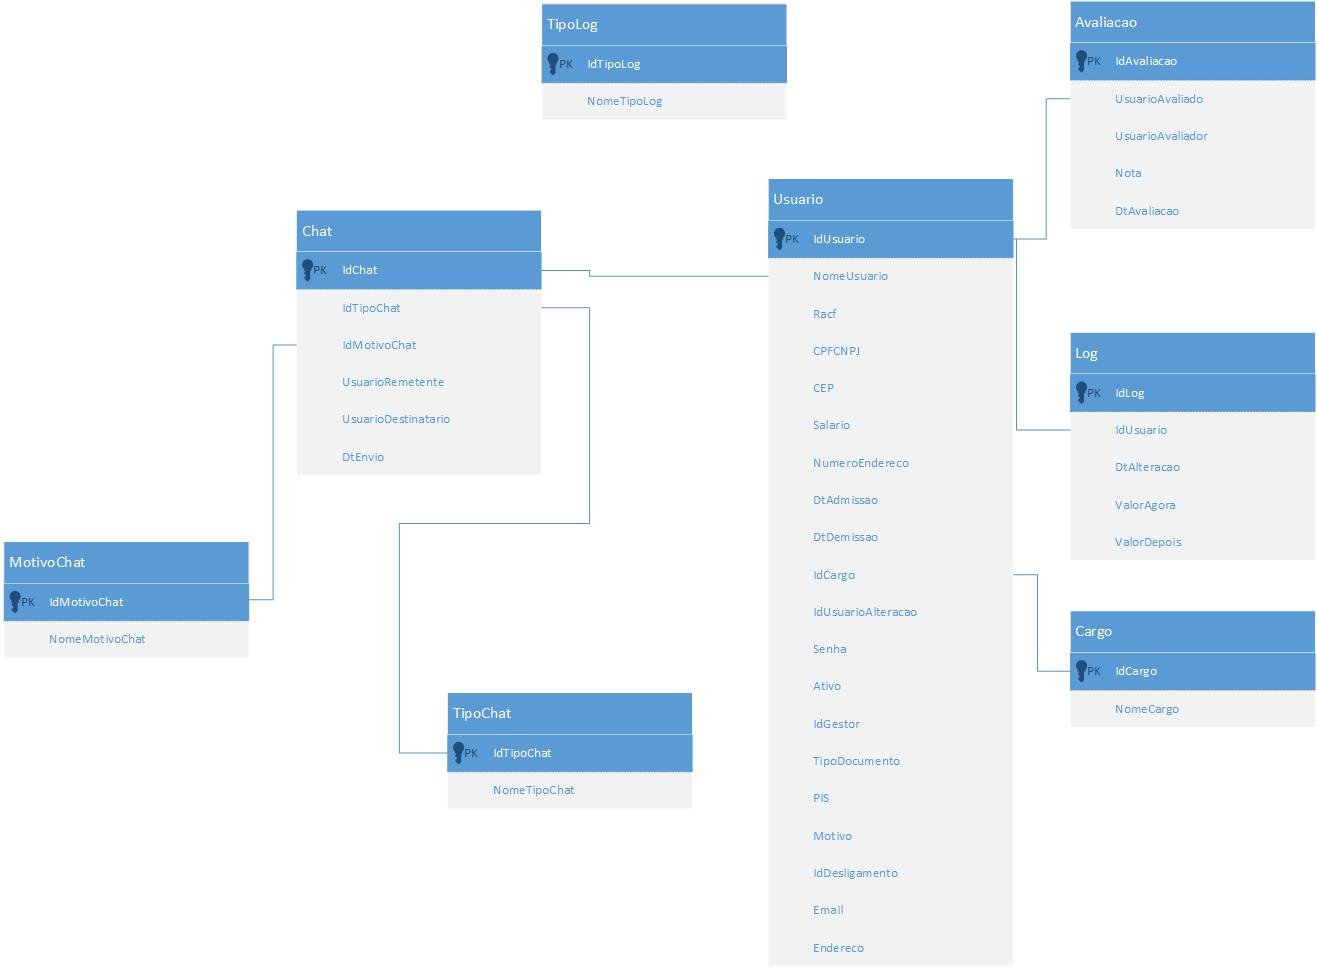 TipoLog
PK IdTipoLog
NomeTipoLog
Avaliacao
PK IdAvaliacao
UsuarioAvaliado
UsuarioAvaliador
Nota
DtAvaliacao
Chat
PK IdChat
IdTipoChat
IdMotivoChat
UsuarioRemetente
UsuarioDestinatario
DtEnvio
Usuario
PK IdUsuario
NomeUsuario
Racf
CPFCNPJ
CEP
Salario
NumeroEndereco
DtAdmissao
DtDemissao
IdCargo
IdUsuarioAlteracao
Senha
Ativo
IdGestor
TipoDocumento
PIS
Motivo
IdDesligamento
Email
Endereco
Log
PK IdLog
IdUsuario
DtAlteracao
ValorAgora
ValorDepois
MotivoChat
PK IdMotivoChat
NomeMotivoChat
Cargo
PK IdCargo
NomeCargo
TipoChat
PK IdTipoChat
NomeTipoChat